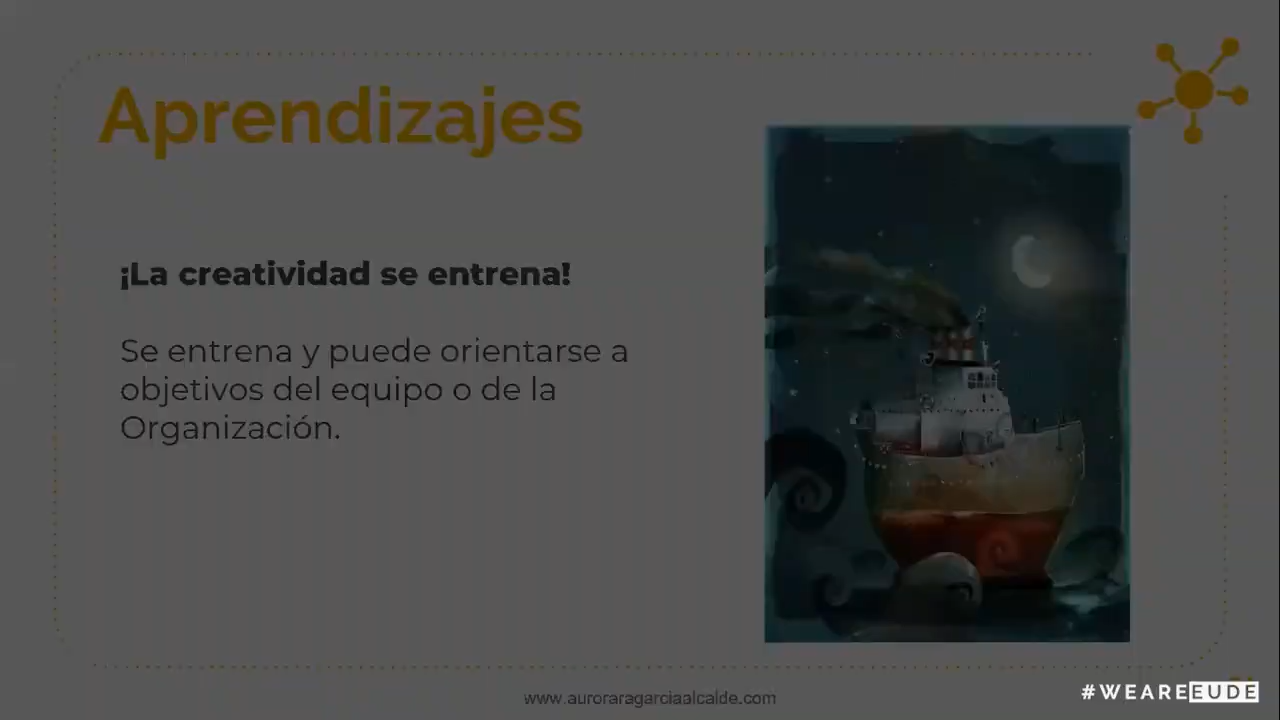 Aprendizajes
¡La creatividad se entrena!
Se entrena y puede orientarse a
objetivos del equipo o de la
Organización.
www.auroraragarciaalcalde.com
#WEAREEUDE